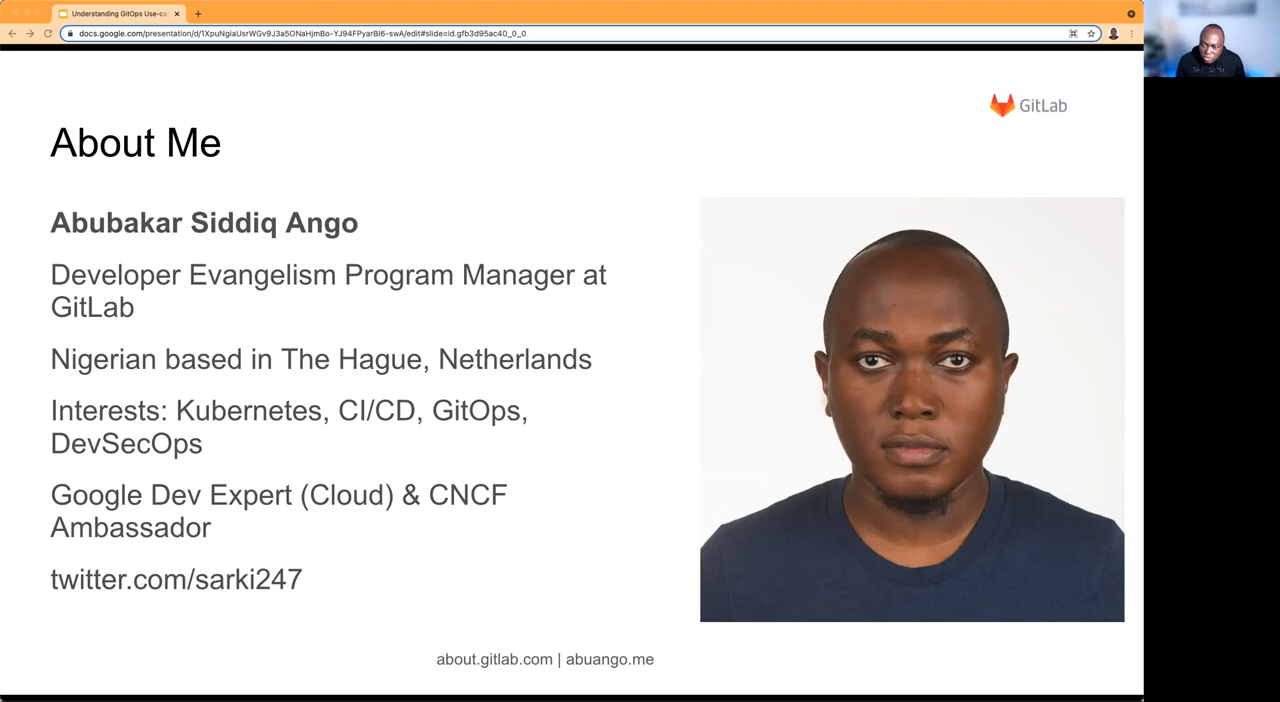 Understanding GitOps Use-ca
docs.google.com/presentation/d/1XpuNgiaUsrWGv9J3a5ONaHjmBo-YJ94FPyarBl6-swA/edit#slide=id.gfb3d95ac40_0_0
GitLab
About Me
Abubakar Siddiq Ango
Developer Evangelism Program Manager at
GitLab
Nigerian based in The Hague, Netherlands
Interests: Kubernetes, CI/CD, GitOps,
DevSecOps
Google Dev Expert (Cloud) & CNCF
Ambassador
twitter.com/sarki247
about.gitlab.com | abuango.me